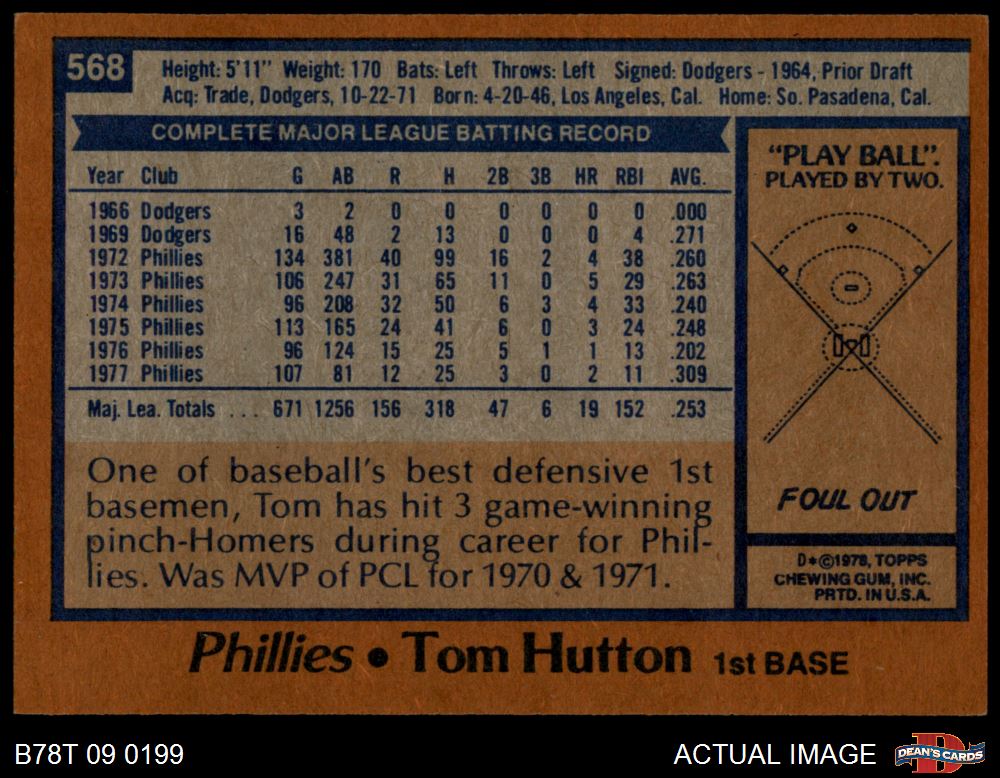 568
Height: 5'11" Weight: 170 Bats: Left Throws: Left Signed: Dodgers - 1964, Prior Draft
Acq: Trade, Dodgers, 10-22-71 Born: 4-20-46, Los Angeles, Cal. Home: So. Pasadena, Cal.
COMPLETE MAJOR LEAGUE BATTING RECORD
Year Club G AB R H 2B 3B HR RBI AVG.
1966 Dodgers 3 2 0 0 0 0 0 0 .000
1969 Dodgers 16 48 2 13 0 0 0 4 .271
1972 Phillies 134 381 40 99 16 2 4 38 .260
1973 Phillies 106 247 31 65 11 0 5 29 .263
1974 Phillies 96 208 32 50 6 3 4 33 .240
1975 Phillies 113 165 24 41 6 0 3 24 .248
1976 Phillies 96 124 15 25 5 1 1 13 .202
1977 Phillies 107 81 12 25 3 0 2 11 .309
Maj. Lea. Totals ... 671 1256 156 318 47 6 19 152 .253
One of baseball's best defensive 1st
basemen, Tom has hit 3 game-winning
pinch-Homers during career for Phil-
lies. Was MVP of PCL for 1970 & 1971.
"PLAY BALL".
PLAYED BY TWO.
FOUL OUT
D*©1978, TOPPS
CHEWING GUM, INC.
PRTD. IN U.S.A.
Phillies • Tom Hutton 1st BASE
B78T 09 0199
ACTUAL IMAGE
DEAN'S CARDS